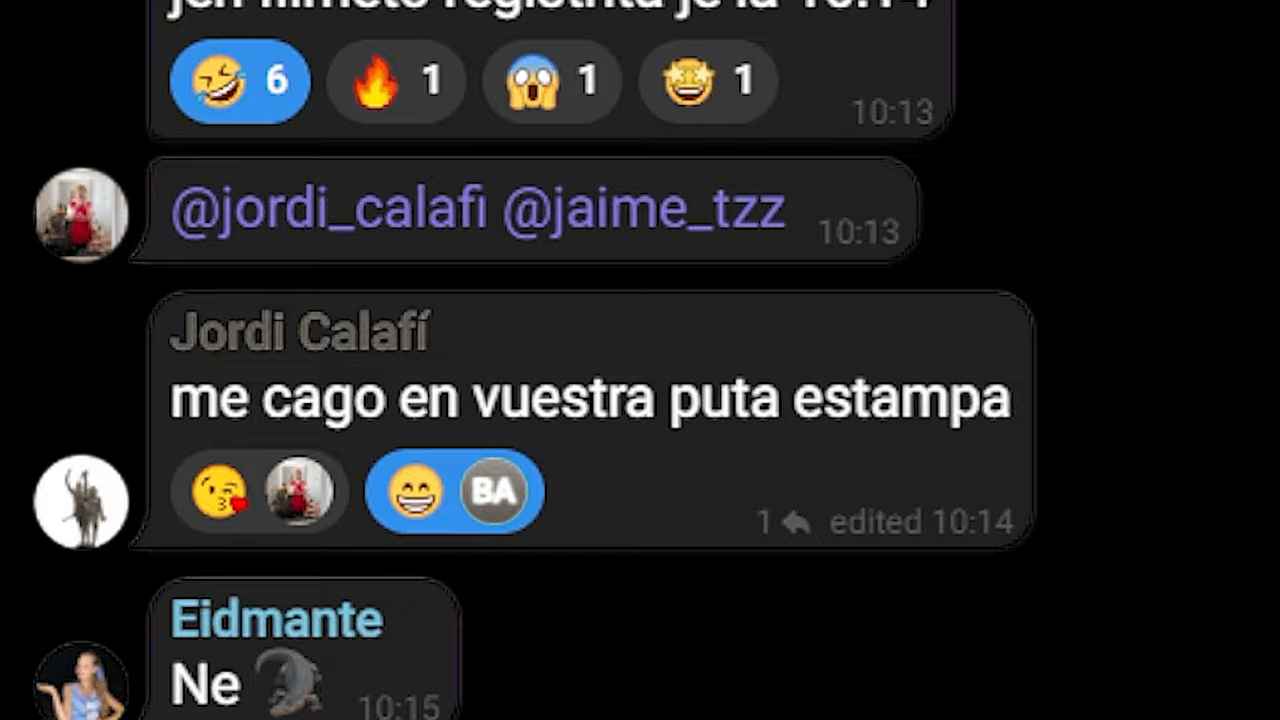 6 1 1 1 10:13
@jordi_calafi @jaime_tzz 10:13
Jordi Calafí
me cago en vuestra puta estampa
BA
1 edited 10:14
Eidmante
Ne
10:15